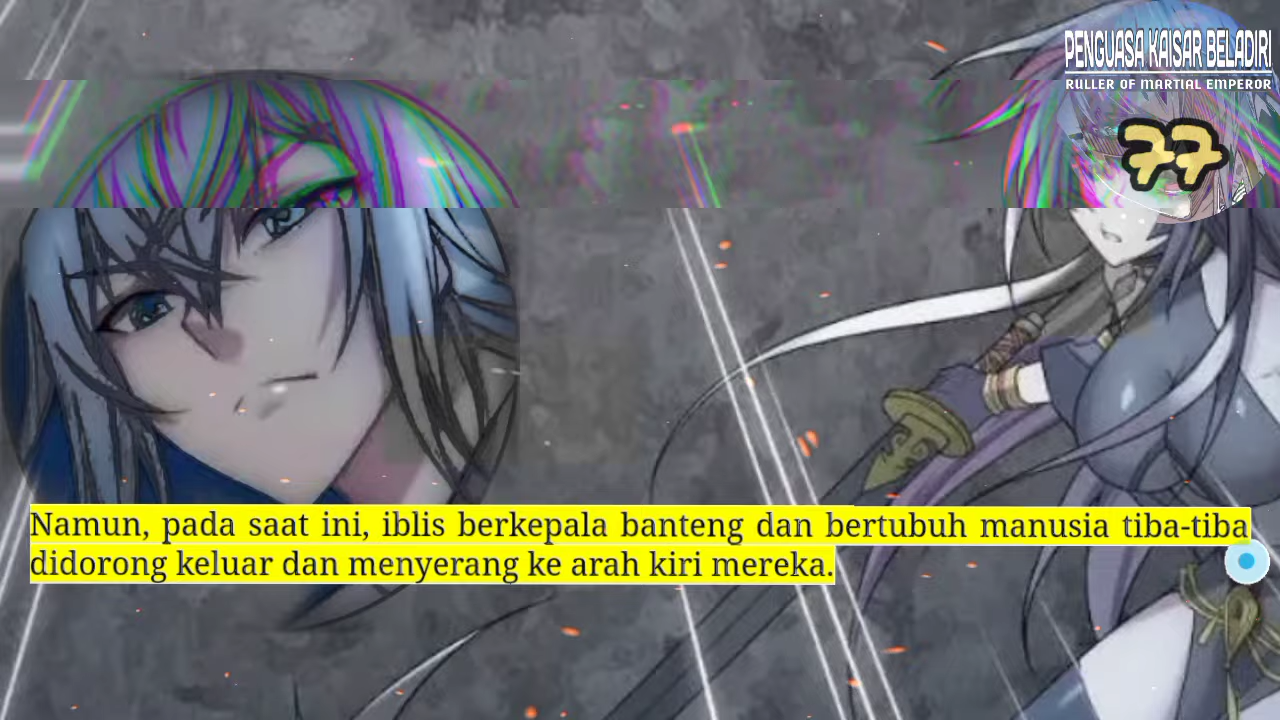 PENGUASA KAISAR BELADIRI
RULLER OF MARTIAL EMPEROR
77
Namun, pada saat ini, iblis berkepala banteng dan bertubuh manusia tiba-tiba
didorong keluar dan menyerang ke arah kiri mereka.